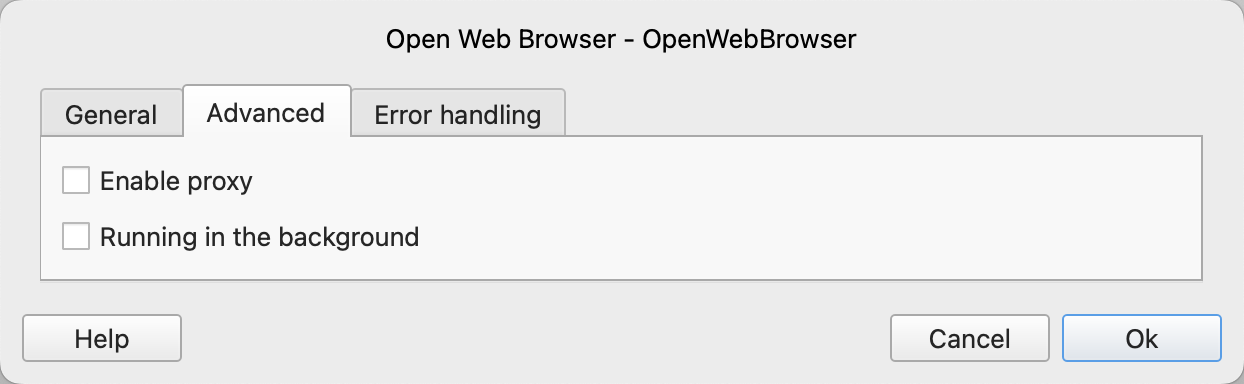 Open Web Browser - OpenWebBrowser
General Advanced Error handling
Enable proxy
Running in the background
Help Cancel Ok